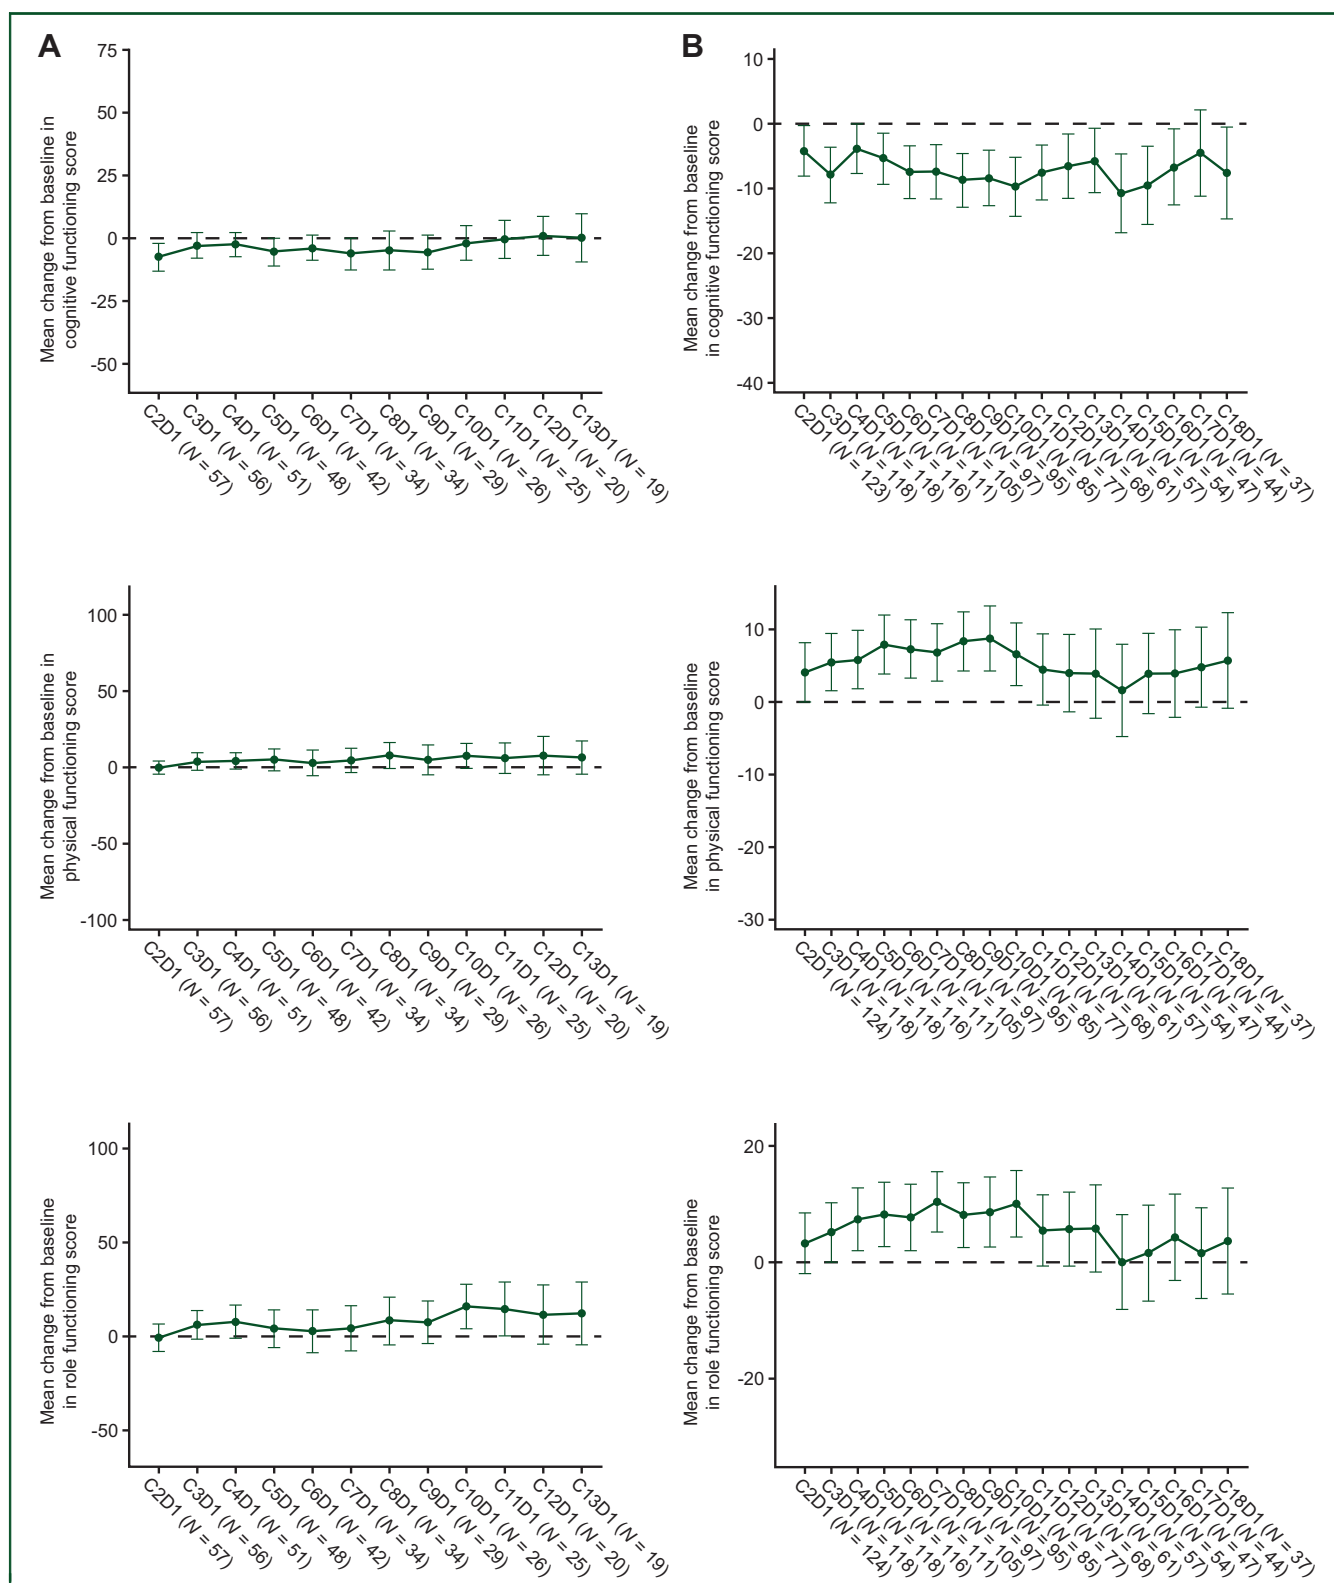 A
75
50
25
0
-25
-50
Mean change from baseline in
cognitive functioning score
C2D1 (N = 57)
C3D1 (N = 56)
C4D1 (N = 51)
C5D1 (N = 48)
C6D1 (N = 42)
C7D1 (N = 34)
C8D1 (N = 34)
C9D1 (N = 29)
C10D1 (N = 26)
C11D1 (N = 25)
C12D1 (N = 20)
C13D1 (N = 19)
B
10
0
-10
-20
-30
-40
Mean change from baseline
in cognitive functioning score
C2D1 (N = 123)
C3D1 (N = 118)
C4D1 (N = 118)
C5D1 (N = 116)
C6D1 (N = 111)
C7D1 (N = 105)
C8D1 (N = 97)
C9D1 (N = 95)
C10D1 (N = 85)
C11D1 (N = 77)
C12D1 (N = 68)
C13D1 (N = 61)
C14D1 (N = 57)
C15D1 (N = 54)
C16D1 (N = 47)
C17D1 (N = 44)
C18D1 (N = 37)
100
50
0
-50
-100
Mean change from baseline in
physical functioning score
C2D1 (N = 57)
C3D1 (N = 56)
C4D1 (N = 51)
C5D1 (N = 48)
C6D1 (N = 42)
C7D1 (N = 34)
C8D1 (N = 34)
C9D1 (N = 29)
C10D1 (N = 26)
C11D1 (N = 25)
C12D1 (N = 20)
C13D1 (N = 19)
10
0
-10
-20
-30
Mean change from baseline
in physical functioning score
C2D1 (N = 124)
C3D1 (N = 118)
C4D1 (N = 118)
C5D1 (N = 116)
C6D1 (N = 111)
C7D1 (N = 105)
C8D1 (N = 97)
C9D1 (N = 95)
C10D1 (N = 85)
C11D1 (N = 77)
C12D1 (N = 68)
C13D1 (N = 61)
C14D1 (N = 57)
C15D1 (N = 54)
C16D1 (N = 47)
C17D1 (N = 44)
C18D1 (N = 37)
100
50
0
-50
Mean change from baseline
in role functioning score
C2D1 (N = 57)
C3D1 (N = 56)
C4D1 (N = 51)
C5D1 (N = 48)
C6D1 (N = 42)
C7D1 (N = 34)
C8D1 (N = 34)
C9D1 (N = 29)
C10D1 (N = 26)
C11D1 (N = 25)
C12D1 (N = 20)
C13D1 (N = 19)
20
0
-20
Mean change from baseline
in role functioning score
C2D1 (N = 124)
C3D1 (N = 118)
C4D1 (N = 118)
C5D1 (N = 116)
C6D1 (N = 111)
C7D1 (N = 105)
C8D1 (N = 97)
C9D1 (N = 95)
C10D1 (N = 85)
C11D1 (N = 77)
C12D1 (N = 68)
C13D1 (N = 61)
C14D1 (N = 57)
C15D1 (N = 54)
C16D1 (N = 47)
C17D1 (N = 44)
C18D1 (N = 37)